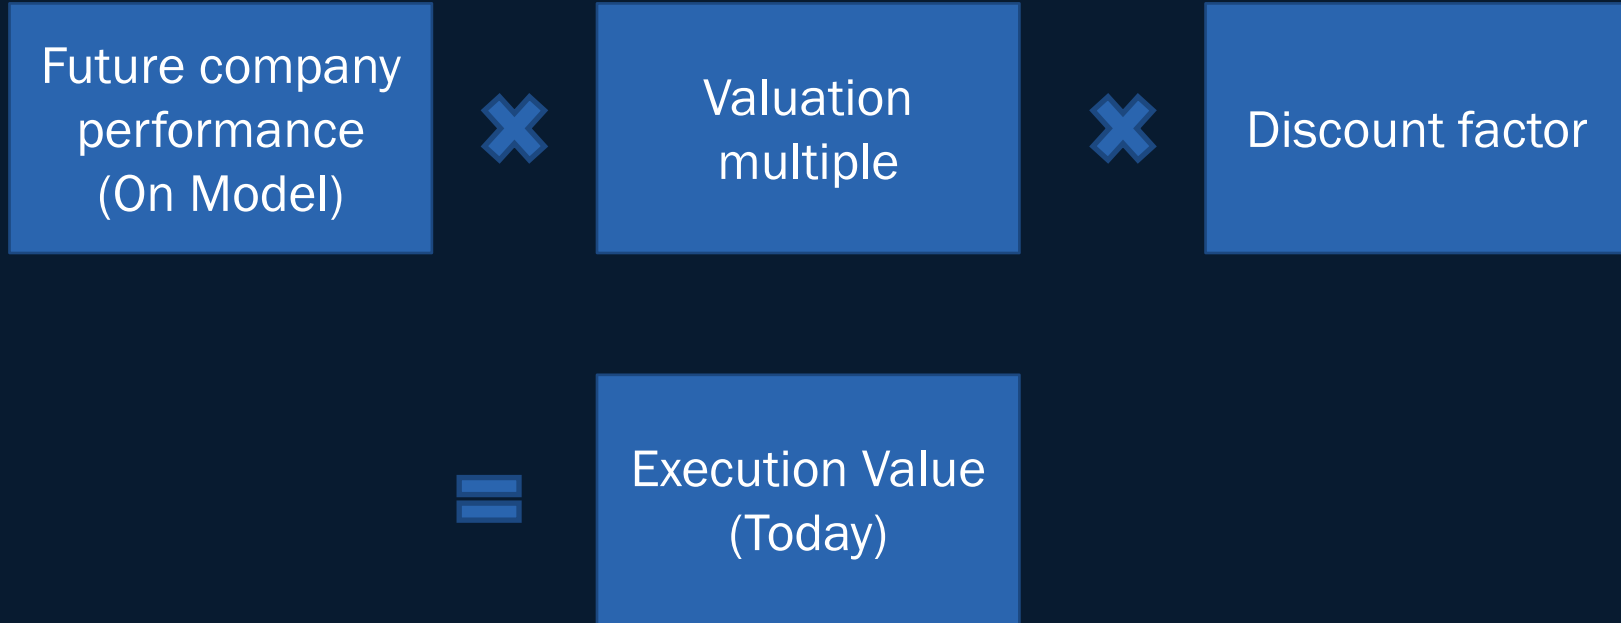 Future company
performance
(On Model)
Valuation
multiple
Discount factor
Execution Value
(Today)